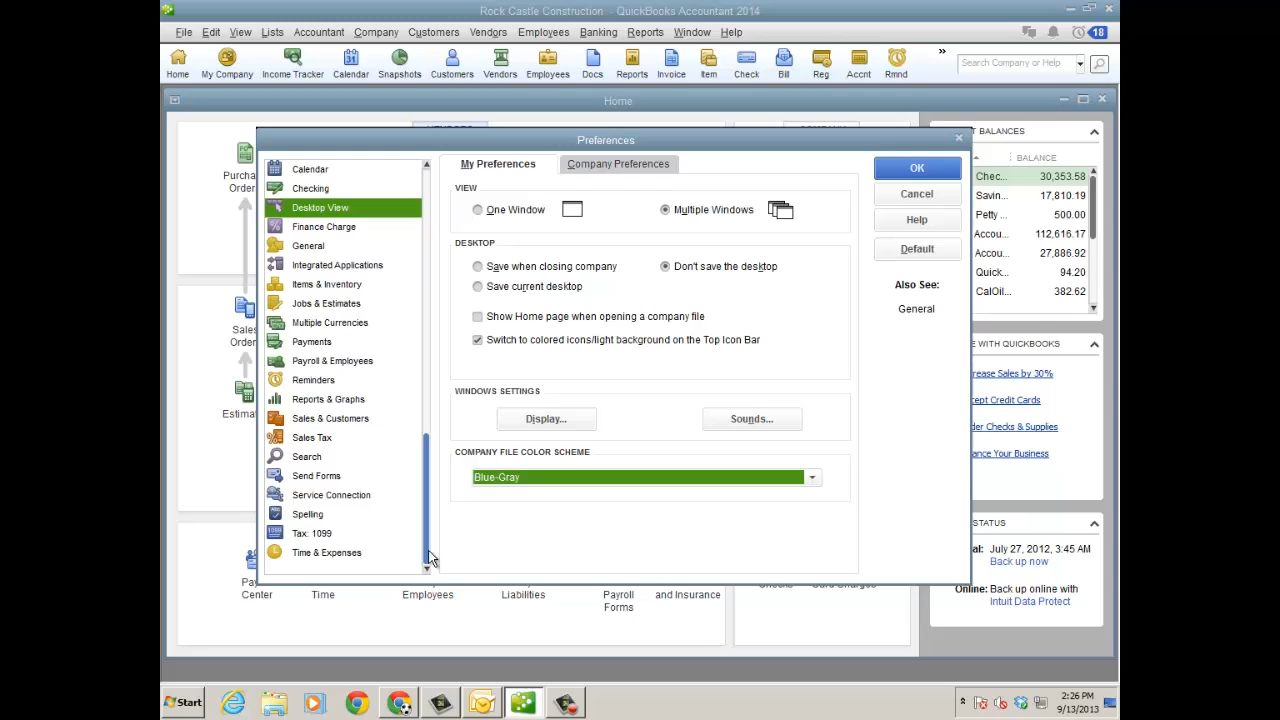 Rock Castle Construction - QuickBooks Accountant 2014
File Edit View Lists Accountant Company Customers Vendors Employees Banking Reports Window Help
18
Home My Company Income Tracker Calendar Snapshots Customers Vendors Employees Docs Reports Invoice Item Check Bill Reg Accnt Rmnd
»
Search Company or Help
Home
Preferences
Calendar
Checking
Desktop View
Finance Charge
General
Integrated Applications
Items & Inventory
Jobs & Estimates
Multiple Currencies
Payments
Payroll & Employees
Reminders
Reports & Graphs
Sales & Customers
Sales Tax
Search
Send Forms
Service Connection
Spelling
Tax: 1099
Time & Expenses
My Preferences Company Preferences
VIEW
One Window Multiple Windows
DESKTOP
Save when closing company Don't save the desktop
Save current desktop
Show Home page when opening a company file
Switch to colored icons/light background on the Top Icon Bar
WINDOWS SETTINGS
Display... Sounds...
COMPANY FILE COLOR SCHEME
Blue-Gray
OK
Cancel
Help
Default
Also See:
General
Purcha
Order
Sales
Order
Estimat
Pay
Center
Time
Employees
Liabilities
Payroll
Forms
and Insurance
T BALANCES
BALANCE
Chec... 30,353.58
Savin... 17,810.19
Petty ... 500.00
Accou... 112,616.17
Accou... 27,886.92
Quick... 94.20
CalOil... 382.62
E WITH QUICKBOOKS
rease Sales by 30%
ept Credit Cards
der Checks & Supplies
ance Your Business
STATUS
al: July 27, 2012, 3:45 AM
Back up now
Online: Back up online with
Intuit Data Protect
Start
2:26 PM
9/13/2013